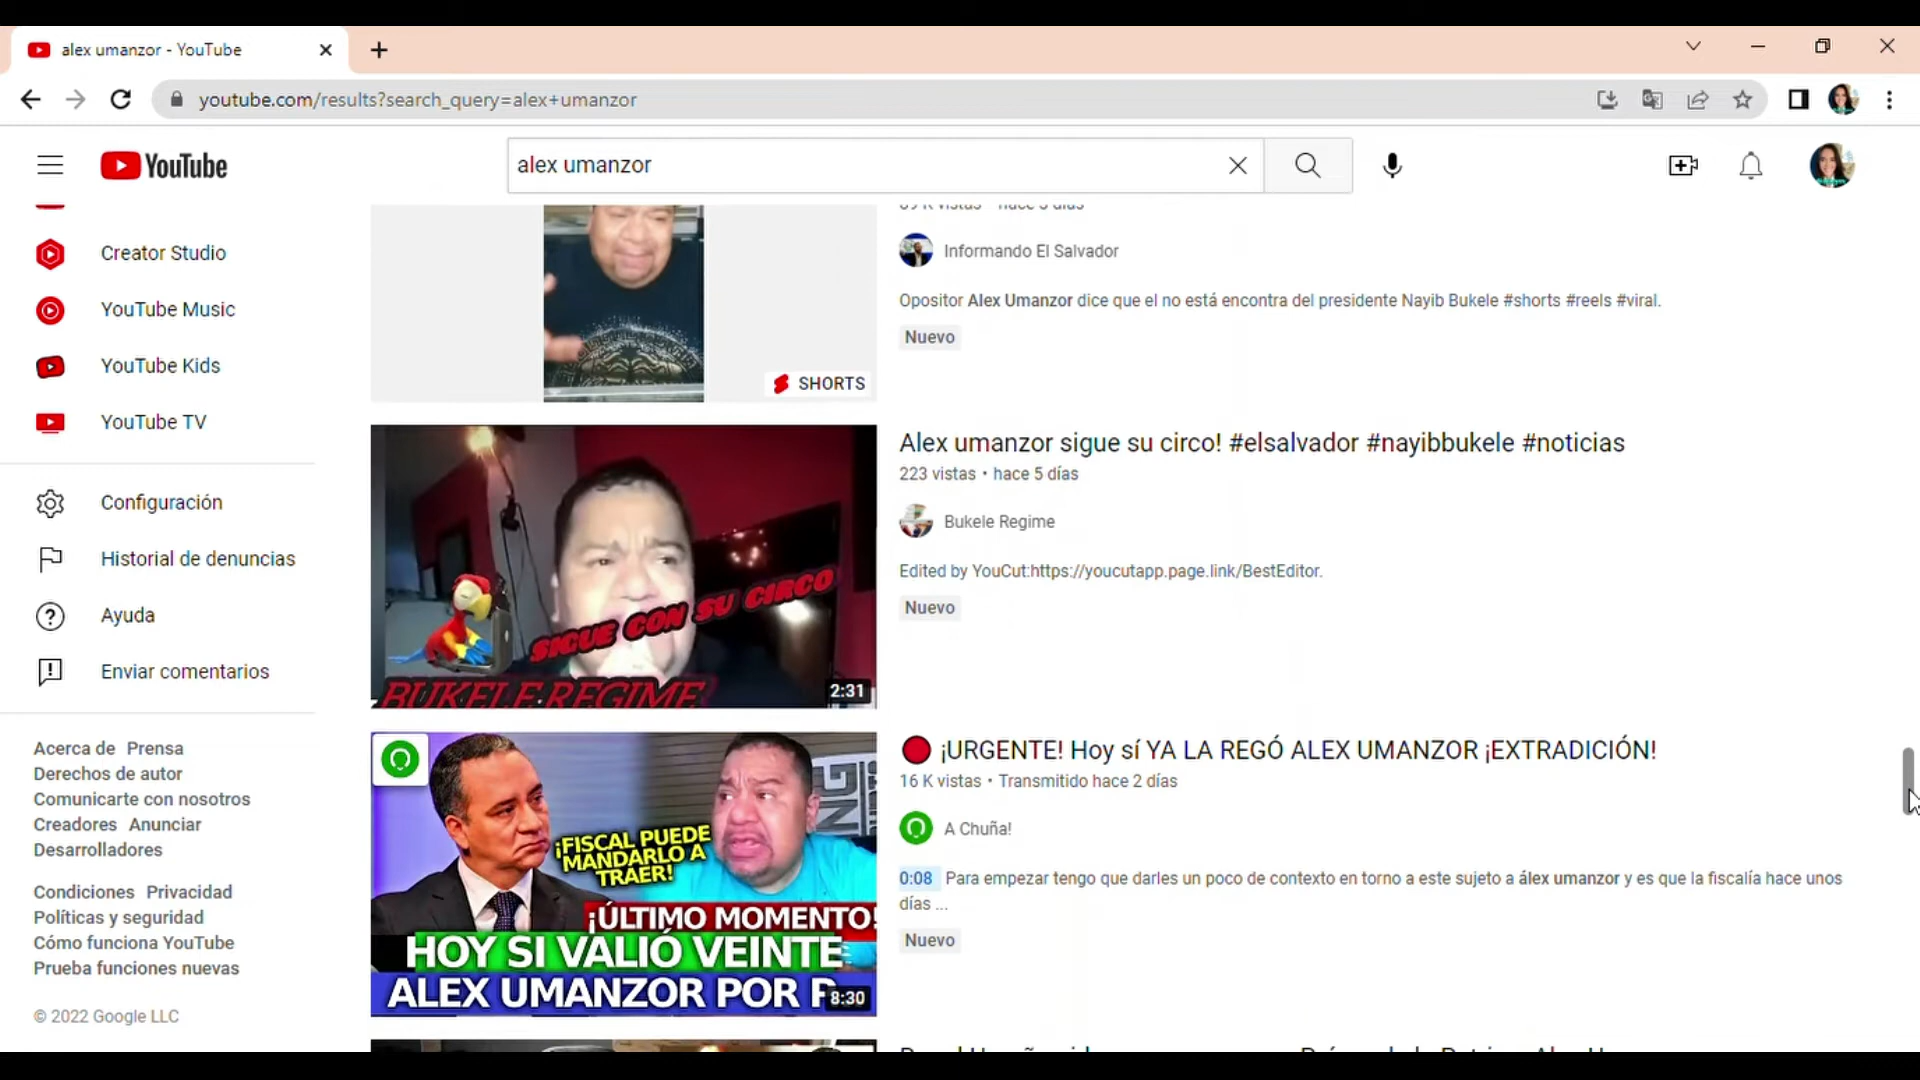 alex umanzor - YouTube
youtube.com/results?search_query=alex+umanzor
YouTube
alex umanzor
Creator Studio
YouTube Music
YouTube Kids
YouTube TV
Configuración
Historial de denuncias
Ayuda
Enviar comentarios
Acerca de Prensa
Derechos de autor
Comunicarte con nosotros
Creadores Anunciar
Desarrolladores
Condiciones Privacidad
Políticas y seguridad
Cómo funciona YouTube
Prueba funciones nuevas
© 2022 Google LLC
SHORTS
Informando El Salvador
Opositor Alex Umanzor dice que el no está encontra del presidente Nayib Bukele #shorts #reels #viral.
Nuevo
SIGUE CON SU CIRCO
BUKELE REGIME
2:31
Alex umanzor sigue su circo! #elsalvador #nayibbukele #noticias
223 vistas • hace 5 días
Bukele Regime
Edited by YouCut:https://youcutapp.page.link/BestEditor.
Nuevo
¡FISCAL PUEDE
MANDARLO A
TRAER!
¡ÚLTIMO MOMENTO!
HOY SI VALIÓ VEINTE
ALEX UMANZOR POR
8:30
¡URGENTE! Hoy sí YA LA REGÓ ALEX UMANZOR ¡EXTRADICIÓN!
16 K vistas • Transmitido hace 2 días
A Chuña!
0:08 Para empezar tengo que darles un poco de contexto en torno a este sujeto a álex umanzor y es que la fiscalía hace unos
días ...
Nuevo